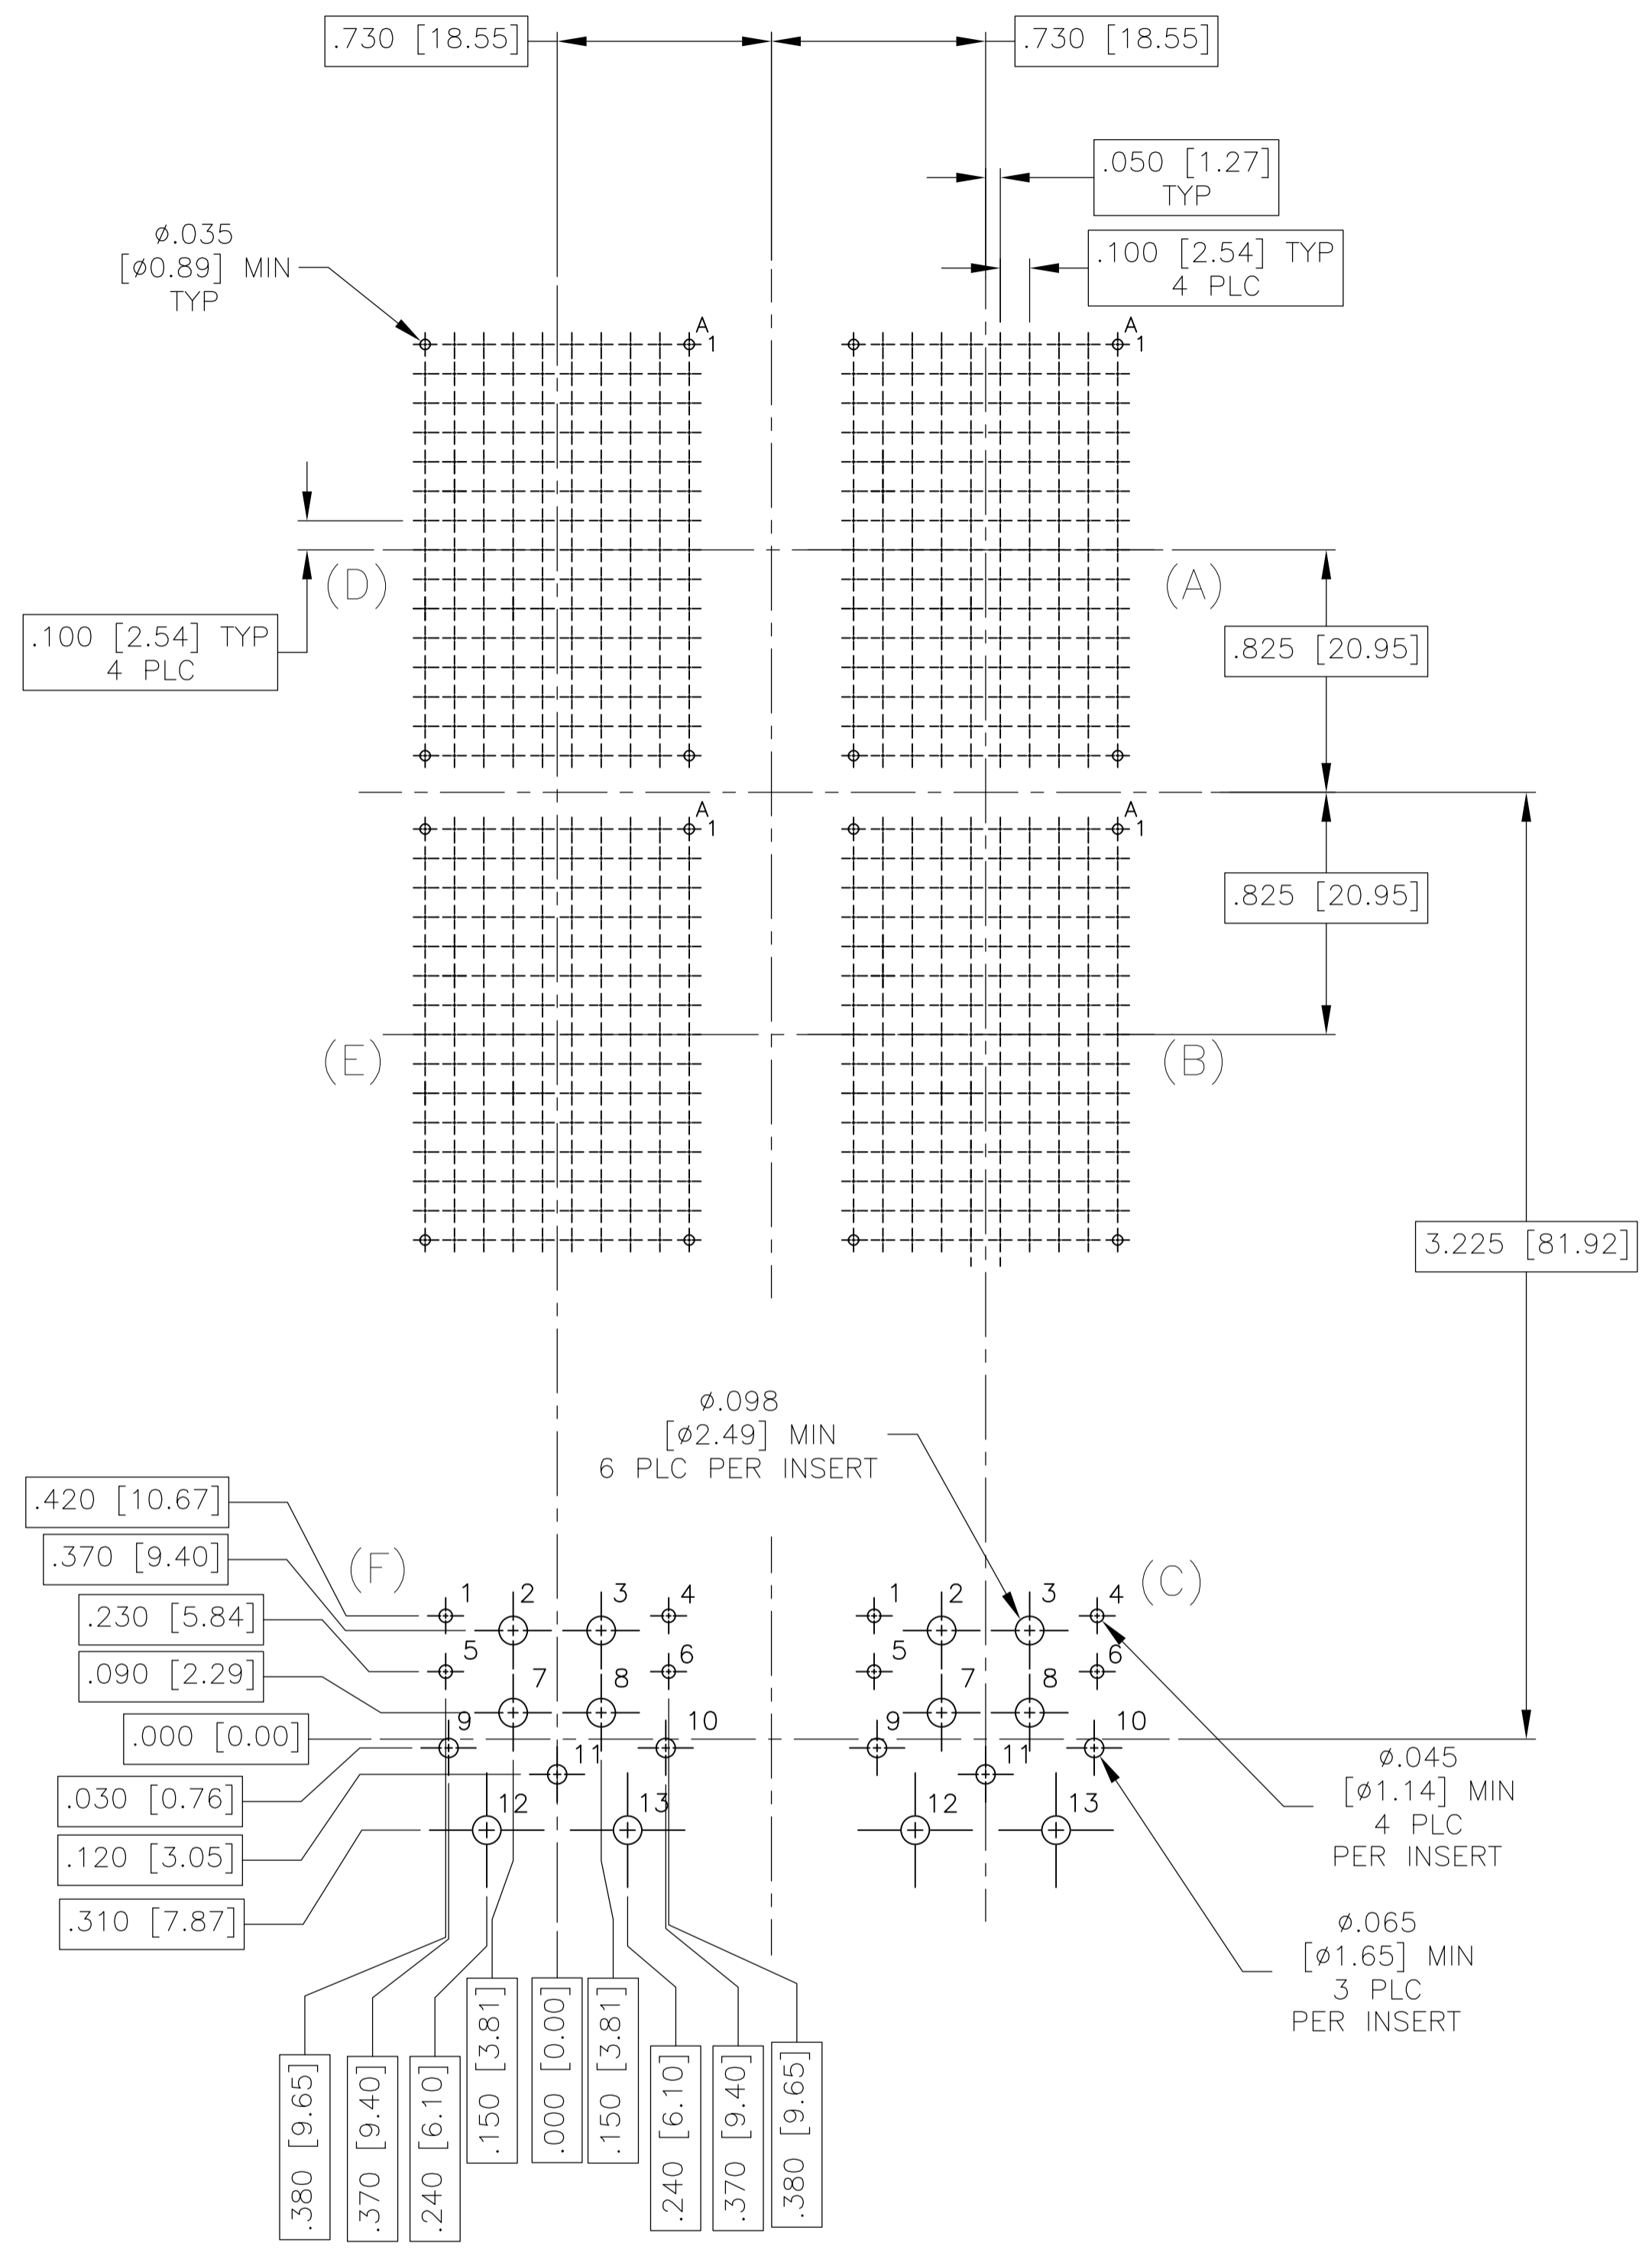 .730 [18.55]
.730 [18.55]
.050 [1.27]
TYP
ø.035
[ø0.89] MIN
TYP
.100 [2.54] TYP
4 PLC
A
1
A
1
(D)
(A)
.100 [2.54] TYP
4 PLC
.825 [20.95]
A
1
A
1
.825 [20.95]
(E)
(B)
3.225 [81.92]
ø.098
[ø2.49] MIN
6 PLC PER INSERT
.420 [10.67]
.370 [9.40]
(F)
(C)
.230 [5.84]
1
2
3
4
1
2
3
4
.090 [2.29]
5
6
5
6
7
8
7
8
.000 [0.00]
9
10
9
10
.030 [0.76]
11
11
ø.045
[ø1.14] MIN
4 PLC
PER INSERT
.120 [3.05]
12
13
12
13
.310 [7.87]
ø.065
[ø1.65] MIN
3 PLC
PER INSERT
.380 [9.65]
.370 [9.40]
.240 [6.10]
.150 [3.81]
.000 [0.00]
.150 [3.81]
.240 [6.10]
.370 [9.40]
.380 [9.65]